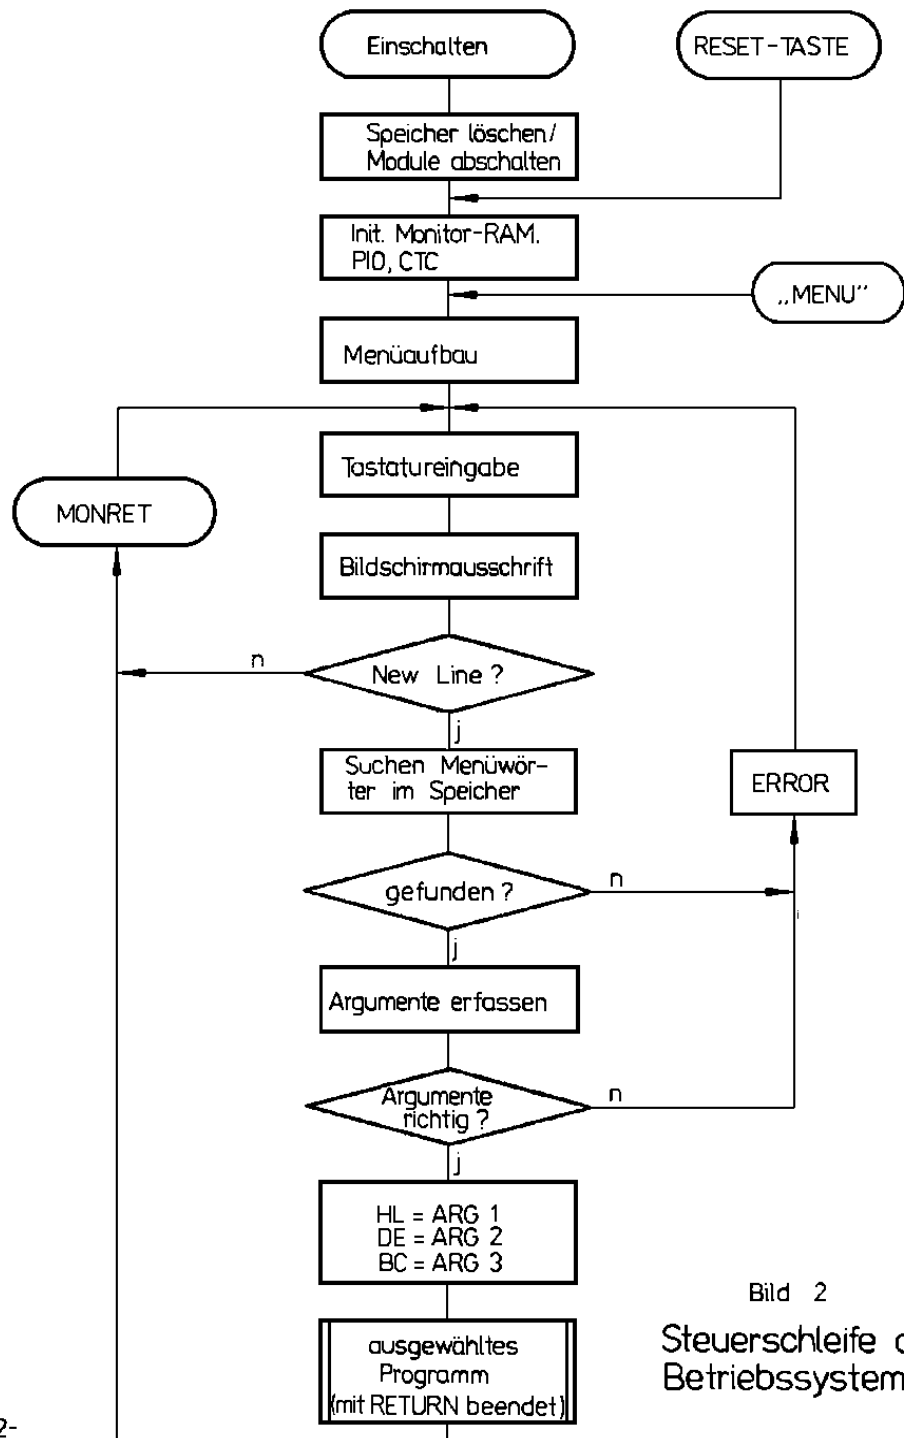 Einschalten
RESET-TASTE
Speicher löschen/
Module abschalten
Init. Monitor-RAM.
PIO, CTC
„MENU“
Menüaufbau
Tastatureingabe
MONRET
Bildschirmausschrift
n
New Line ?
j
Suchen Menüwör-
ter im Speicher
ERROR
gefunden ?
n
j
Argumente erfassen
Argumente
richtig ?
n
j
HL = ARG 1
DE = ARG 2
BC = ARG 3
Bild 2
Steuerschleife
Betriebssystem
ausgewähltes
Programm
(mit RETURN beendet)
2-